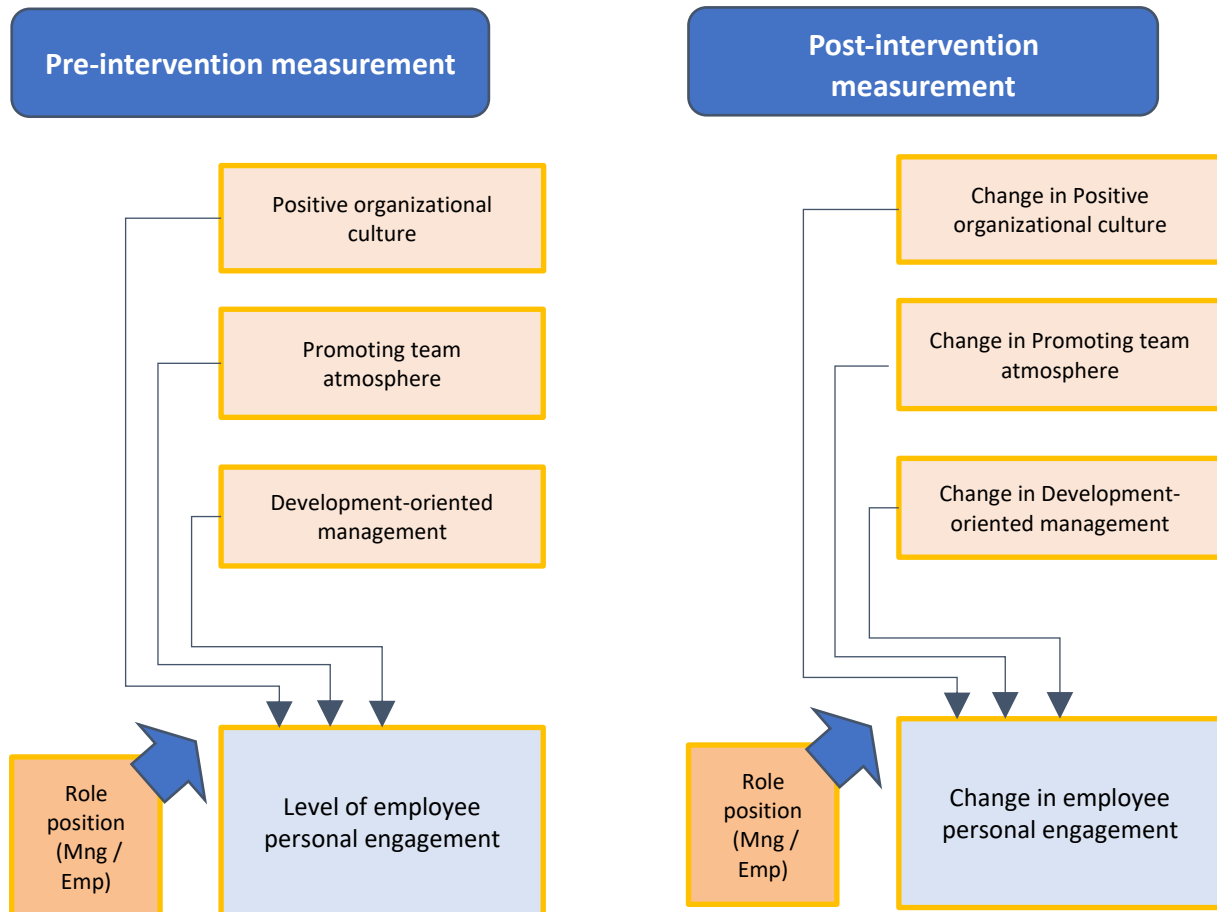 Pre-intervention measurement
Positive organizational
culture
Promoting team
atmosphere
Development-oriented
management
Role
position
(Mng /
Emp)
Level of employee
personal engagement
Post-intervention
measurement
Change in Positive
organizational culture
Change in Promoting team
atmosphere
Change in Development-
oriented management
Role
position
(Mng /
Emp)
Change in employee
personal engagement